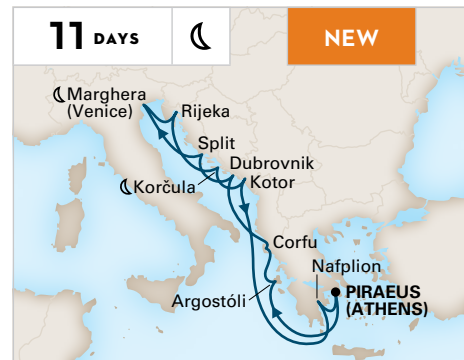 11 DAYS
NEW
Marghera
(Venice)
Rijeka
Split
Dubrovnik
Korčula
Kotor
Corfu
Nafplion
Argostóli
PIRAEUS
(ATHENS)